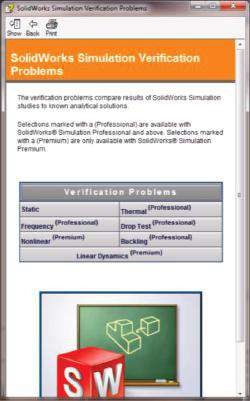 SolidWorks Simulation Verification Problems
Show Back Print
SolidWorks Simulation Verification
Problems
The verification problems compare results of SolidWorks Simulation
studies to known analytical solutions.
Selections marked with a (Professional) are available with
SolidWorks® Simulation Professional and above. Selections marked
with a (Premium) are only available with SolidWorks® Simulation
Premium.
Verification Problems
Static Thermal (Professional)
Frequency (Professional) Drop Test (Professional)
Nonlinear (Premium) Buckling (Professional)
Linear Dynamics (Premium)
S W